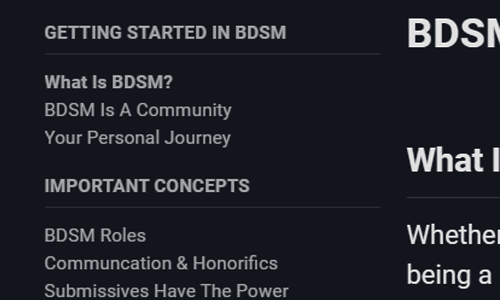 GETTING STARTED IN BDSM
What Is BDSM?
BDSM Is A Community
Your Personal Journey
IMPORTANT CONCEPTS
BDSM Roles
Communcation & Honorifics
Submissives Have The Power
BDSM
What I
Whether
being a